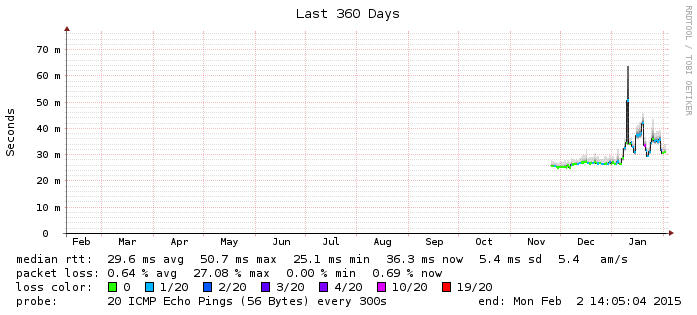 Last 360 Days
RRDTOOL / TOBI OETIKER
Seconds
70 m
60 m
50 m
40 m
30 m
20 m
10 m
0
Feb Mar Apr May Jun Jul Aug Sep Oct Nov Dec Jan
median rtt: 29.6 ms avg 50.7 ms max 25.1 ms min 36.3 ms now 5.4 ms sd 5.4 am/s
packet loss: 0.64 % avg 27.08 % max 0.00 % min 0.69 % now
loss color: 0 1/20 2/20 3/20 4/20 10/20 19/20
probe: 20 ICMP Echo Pings (56 Bytes) every 300s end: Mon Feb 2 14:05:04 2015